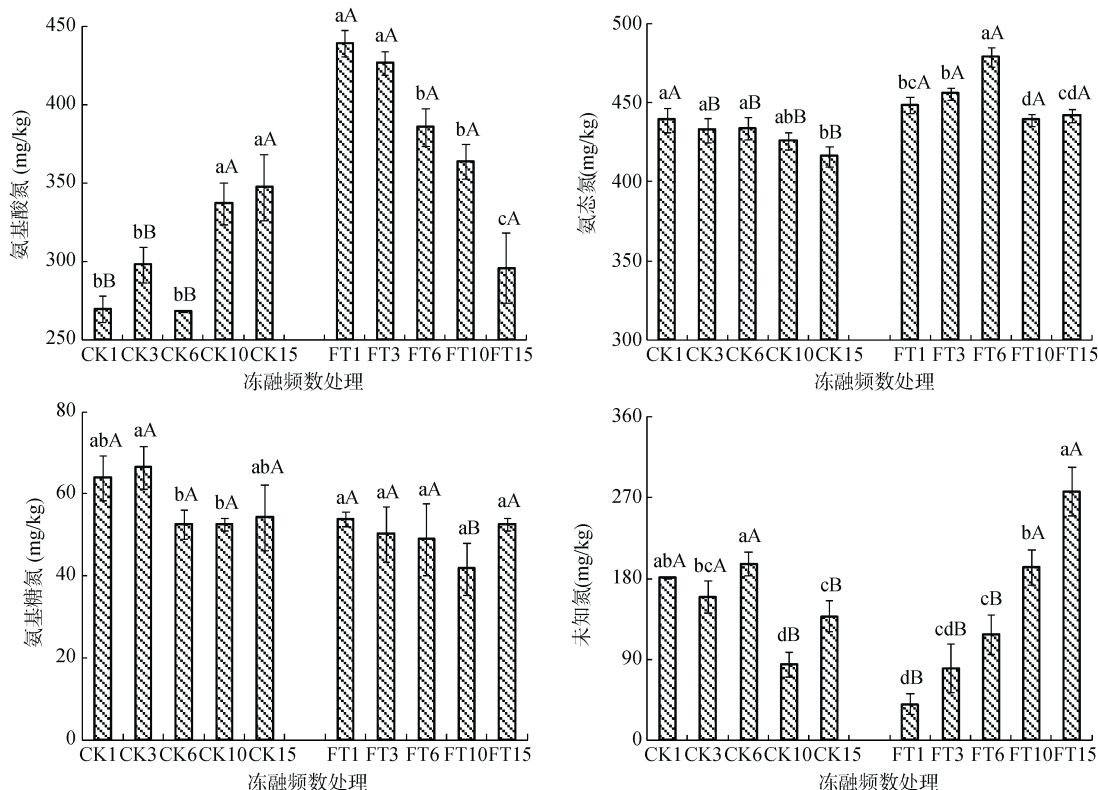 氨基酸氮 (mg/kg)
450
400
350
300
250
bB
bB
bB
aA
aA
aA
aA
bA
bA
cA
CK1 CK3 CK6 CK10 CK15 FT1 FT3 FT6 FT10 FT15
冻融频数处理
氨态氮(mg/kg)
500
450
400
350
300
aA
aB
aB
abB
bB
bcA
bA
aA
dA
cdA
CK1 CK3 CK6 CK10 CK15 FT1 FT3 FT6 FT10 FT15
冻融频数处理
氨基糖氮 (mg/kg)
80
60
40
20
0
abA
aA
bA
bA
abA
aA
aA
aA
aB
aA
CK1 CK3 CK6 CK10 CK15 FT1 FT3 FT6 FT10 FT15
冻融频数处理
未知氮(mg/kg)
360
270
180
90
0
abA
bcA
aA
dB
cB
dB
cdB
cB
bA
aA
CK1 CK3 CK6 CK10 CK15 FT1 FT3 FT6 FT10 FT15
冻融频数处理